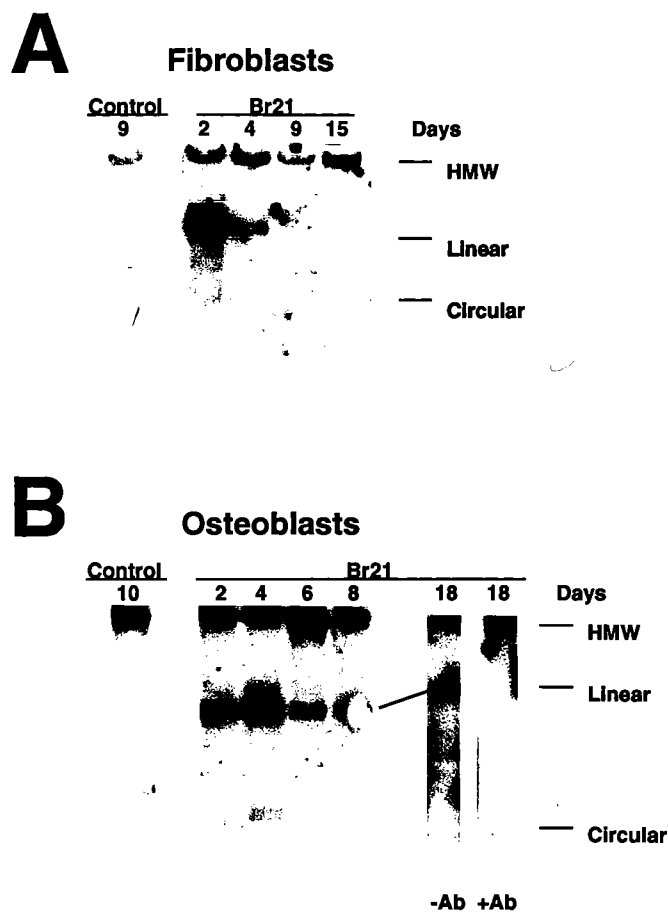 A
Fibroblasts
Control Br21
9 2 4 9 15 Days
HMW
Linear
Circular
B
Osteoblasts
Control Br21
10 2 4 6 8 18 18 Days
HMW
Linear
Circular
-Ab +Ab